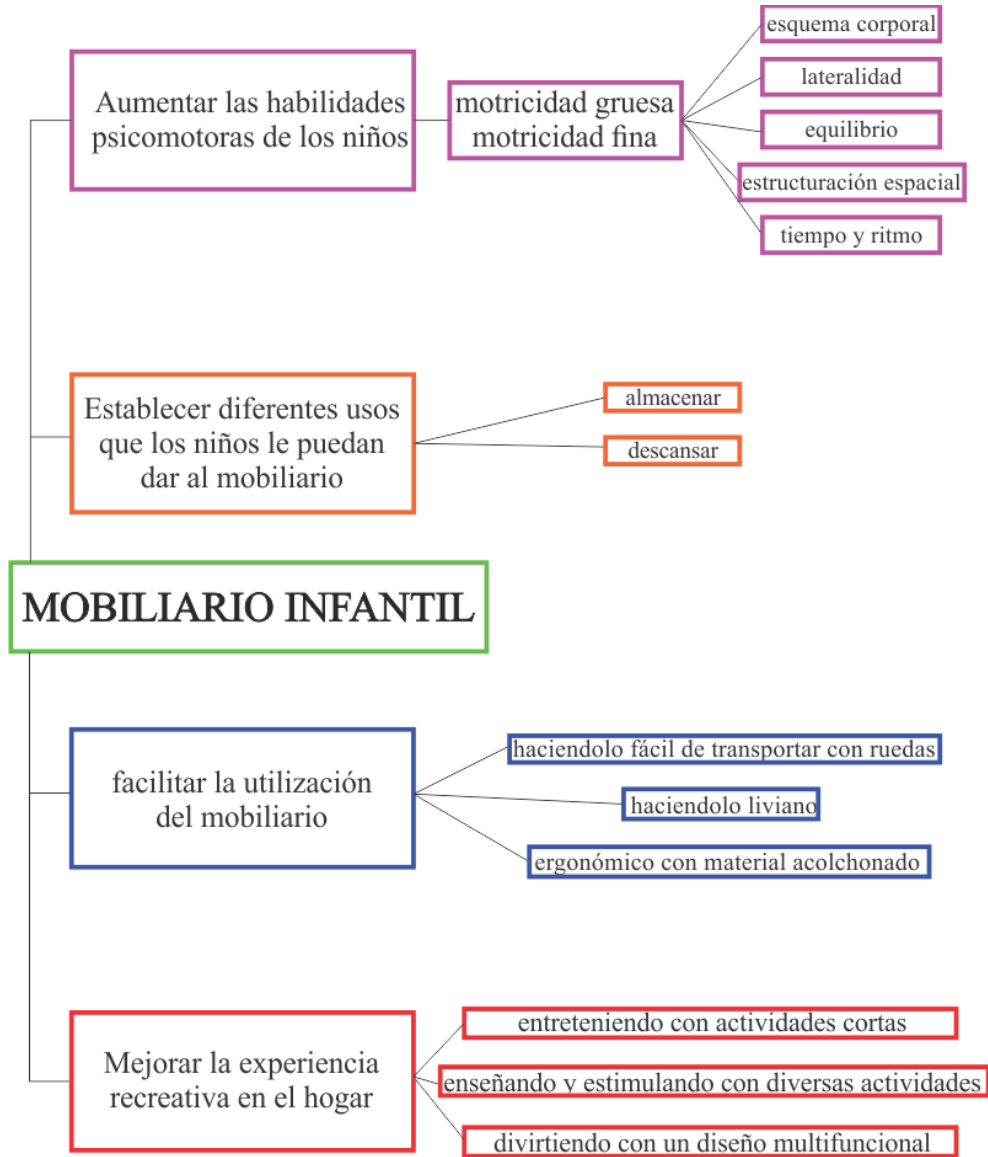 esquema corporal
Aumentar las habilidades
psicomotoras de los niños
motricidad gruesa
motricidad fina
lateralidad
equilibrio
estructuración espacial
tiempo y ritmo
Establecer diferentes usos
que los niños le puedan
dar al mobiliario
almacenar
descansar
MOBILIARIO INFANTIL
facilitar la utilización
del mobiliario
haciendolo fácil de transportar con ruedas
haciendolo liviano
ergonómico con material acolchonado
Mejorar la experiencia
recreativa en el hogar
entreteniendo con actividades cortas
enseñando y estimulando con diversas actividades
divirtiendo con un diseño multifuncional